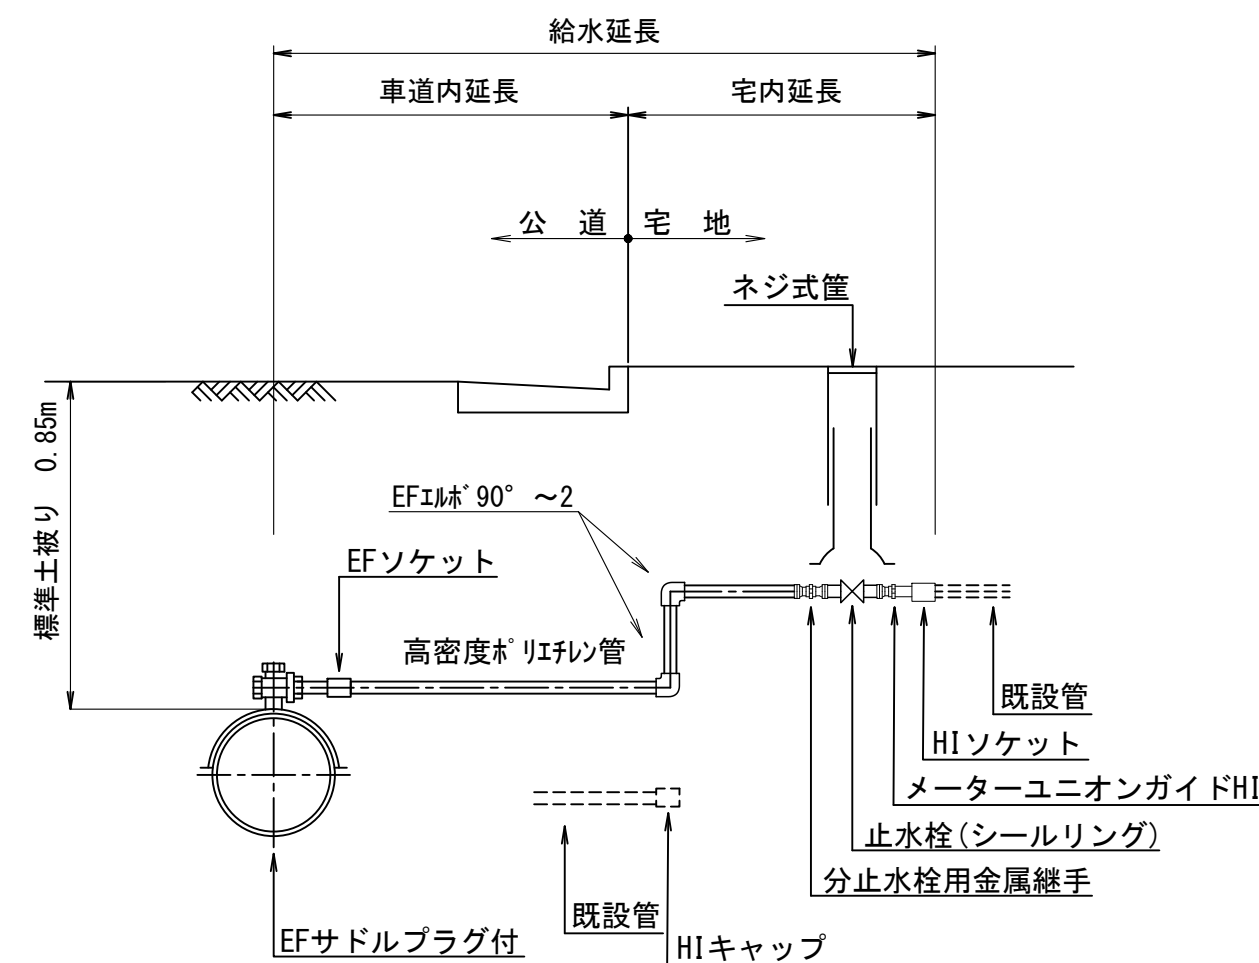 給水延長
車道内延長
宅内延長
公 道
宅 地
ネジ式筐
標準土被り 0.85m
EFエルボ90° ～2
EFソケット
高密度ポリエチレン管
既設管
HIソケット
メーターユニオンガイドHI
止水栓(シールリング)
分止水栓用金属継手
既設管
EFサドルプラグ付
HIキャップ